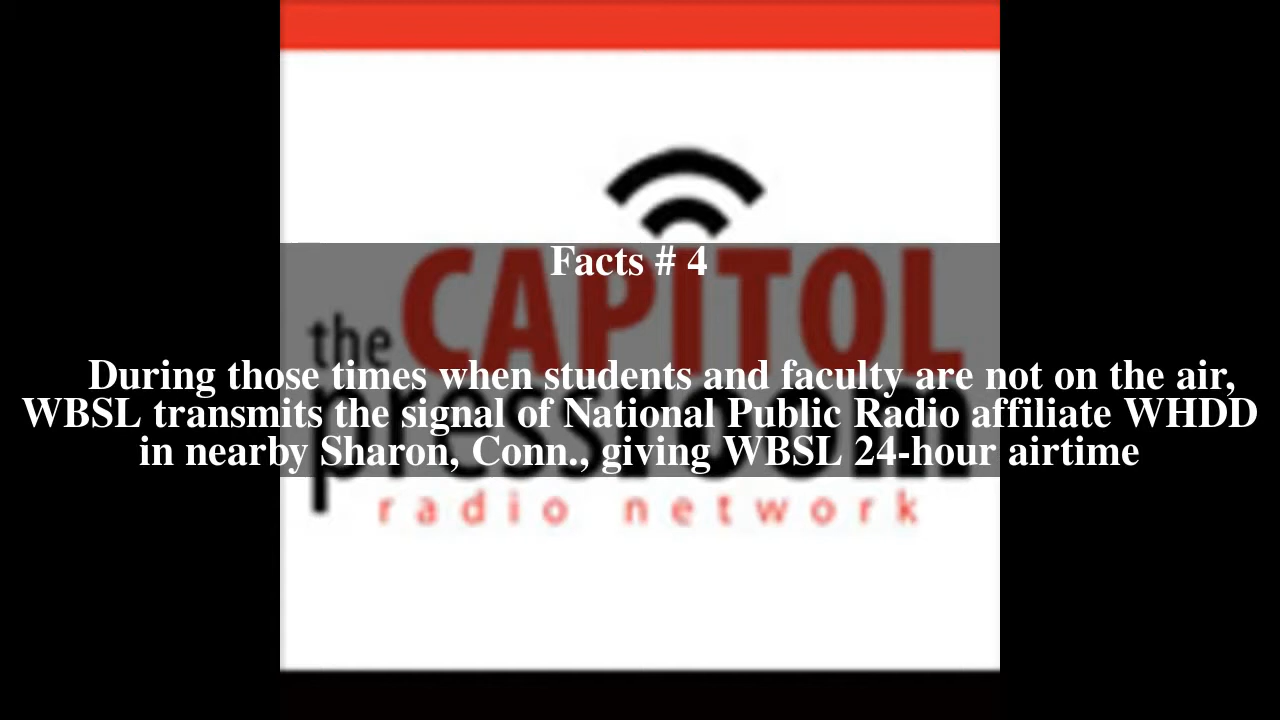 Facts # 4
the CAPITOL
During those times when students and faculty are not on the air,
WBSL transmits the signal of National Public Radio affiliate WHDD
in nearby Sharon, Conn., giving WBSL 24-hour airtime
pressroom
radio network